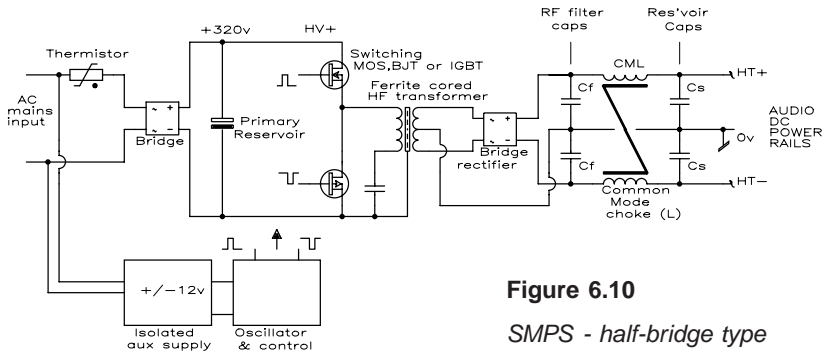 RF filter
caps
Res'voir
Caps
+320v
HV+
Thermistor
Switching
MOS,BJT or IGBT
CML
HT+
Ferrite cored
HF transformer
AC
mains
input
~ +
~ -
Bridge
Primary
Reservoir
~ +
~ -
Bridge
rectifier
Cf
Cs
0v
AUDIO
DC
POWER
RAILS
Cf
Cs
HT-
Common
Mode
choke (L)
+/-12v
Isolated
aux supply
Oscillator
& control
Figure 6.10
SMPS - half-bridge type